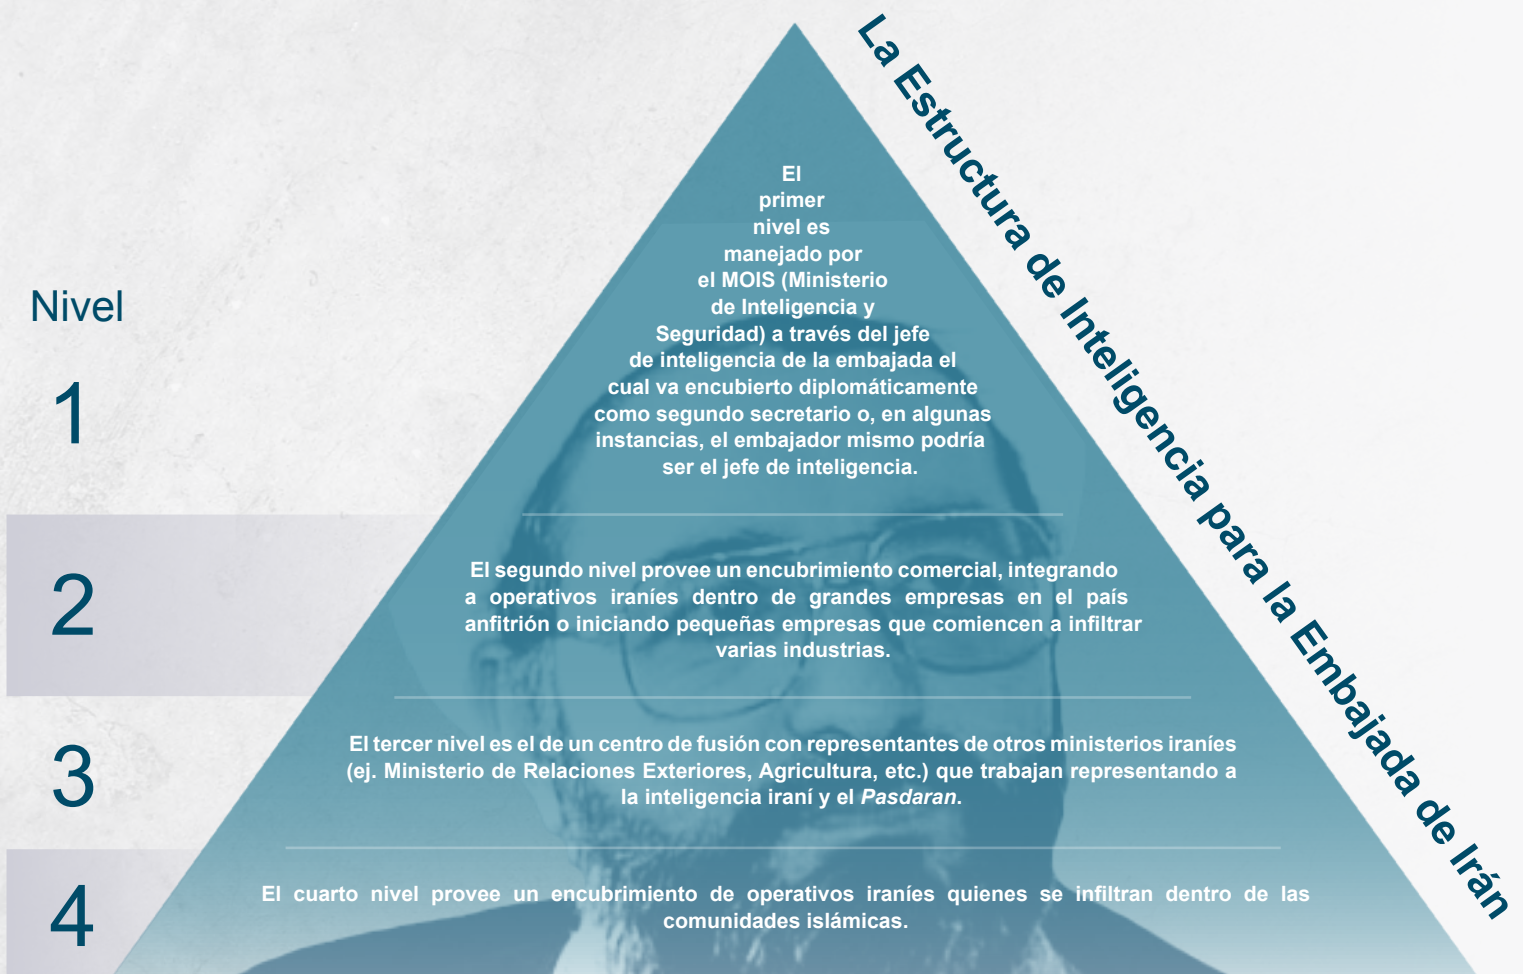 La Estructura de Inteligencia para la Embajada de Irán
Nivel
1
El
primer
nivel es
manejado por
el MOIS (Ministerio
de Inteligencia y
Seguridad) a través del jefe
de inteligencia de la embajada el
cual va encubierto diplomáticamente
como segundo secretario o, en algunas
instancias, el embajador mismo podría
ser el jefe de inteligencia.
2
El segundo nivel provee un encubrimiento comercial, integrando
a operativos iraníes dentro de grandes empresas en el país
anfitrión o iniciando pequeñas empresas que comiencen a infiltrar
varias industrias.
3
El tercer nivel es el de un centro de fusión con representantes de otros ministerios iraníes
(ej. Ministerio de Relaciones Exteriores, Agricultura, etc.) que trabajan representando a
la inteligencia iraní y el Pasdaran.
4
El cuarto nivel provee un encubrimiento de operativos iraníes quienes se infiltran dentro de las
comunidades islámicas.